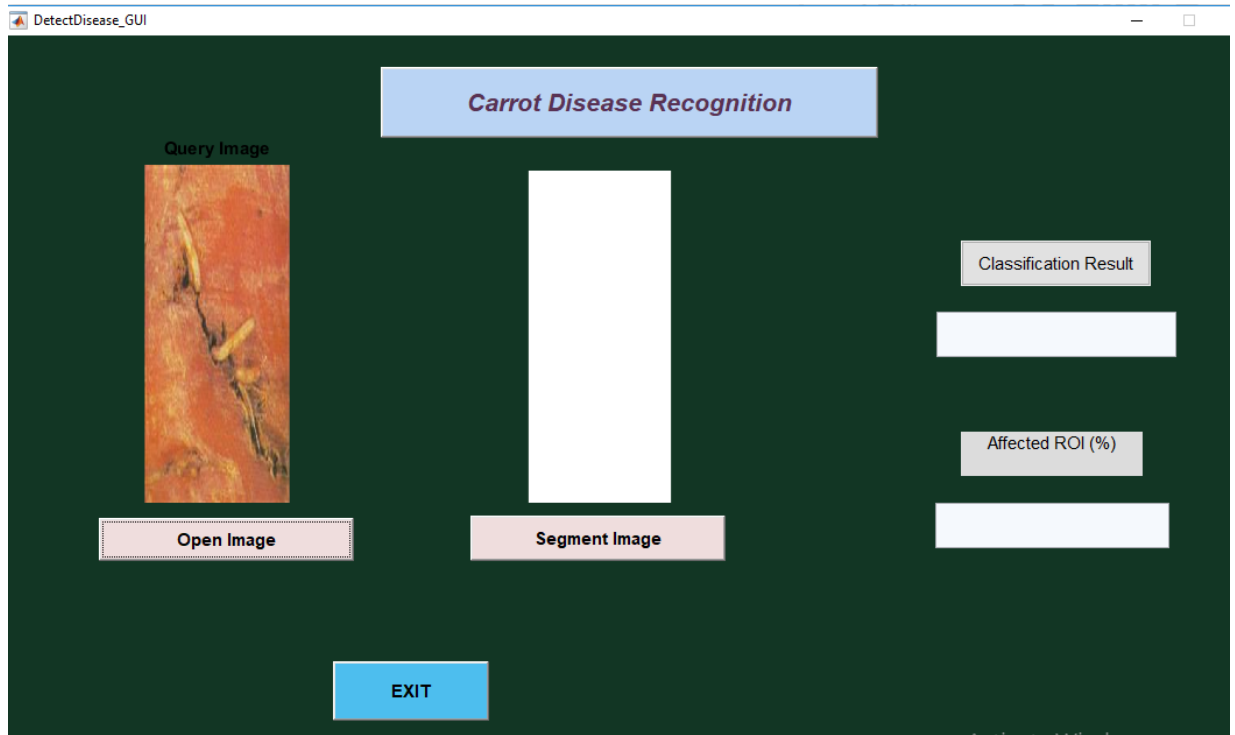 DetectDisease_GUI
Carrot Disease Recognition
Query Image
Classification Result
Affected ROI (%)
Open Image
Segment Image
EXIT